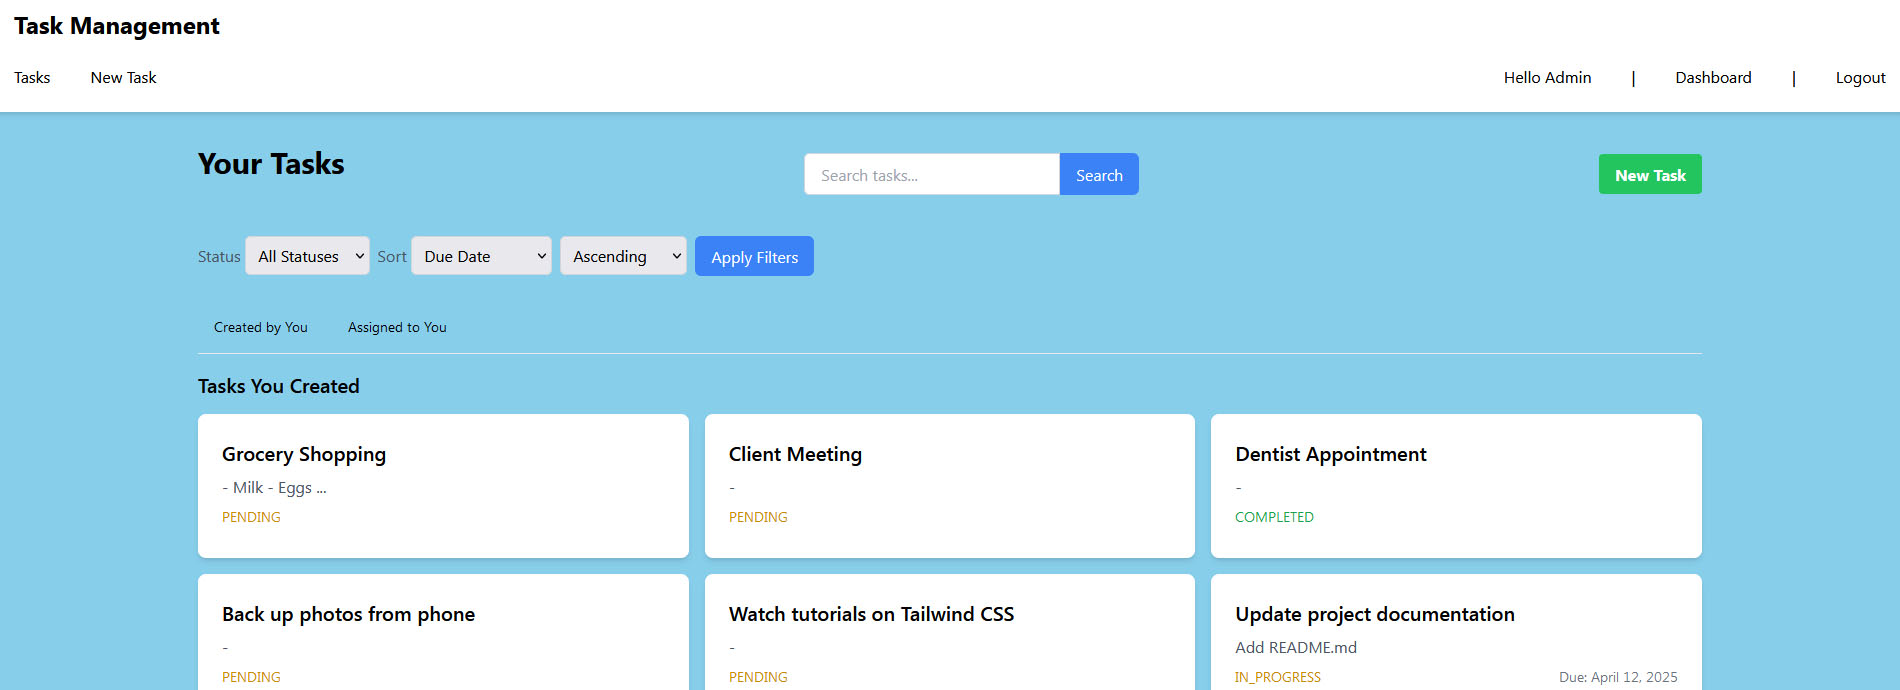 Task Management
Tasks New Task Hello Admin | Dashboard | Logout
Your Tasks Search tasks... Search New Task
Status All Statuses Sort Due Date Ascending Apply Filters
Created by You Assigned to You
Tasks You Created
Grocery Shopping
- Milk - Eggs ...
PENDING
Client Meeting
-
PENDING
Dentist Appointment
-
COMPLETED
Back up photos from phone
-
PENDING
Watch tutorials on Tailwind CSS
-
PENDING
Update project documentation
Add README.md
IN_PROGRESS Due: April 12, 2025